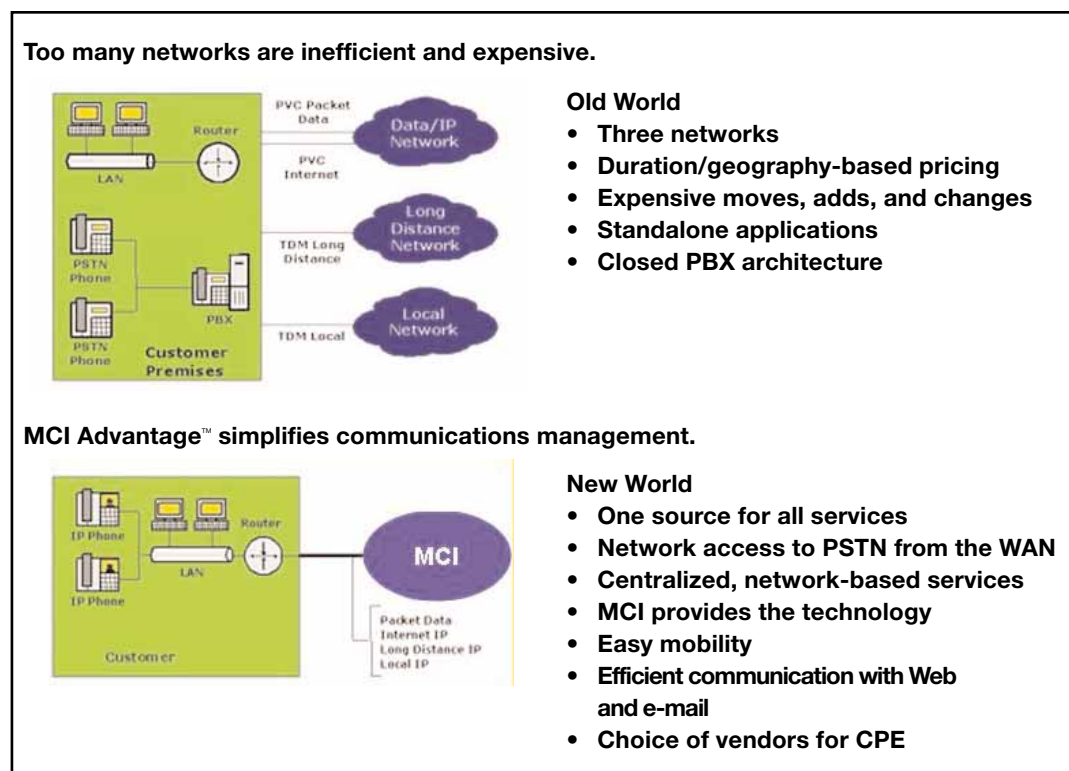 Too many networks are inefficient and expensive.
PVC Packet
Data
Router
Data/IP
Network
PVC
Internet
LAN
Long
Distance
Network
PSTN
Phone
TDM Long
Distance
PBX
Local
Network
TDM Local
PSTN
Phone
Customer
Premises
Old World
• Three networks
• Duration/geography-based pricing
• Expensive moves, adds, and changes
• Standalone applications
• Closed PBX architecture
MCI Advantage™ simplifies communications management.
IP Phone
Router
LAN
MCI
IP Phone
Packet Data
Internet IP
Long Distance IP
Local IP
Customer
New World
• One source for all services
• Network access to PSTN from the WAN
• Centralized, network-based services
• MCI provides the technology
• Easy mobility
• Efficient communication with Web
and e-mail
• Choice of vendors for CPE